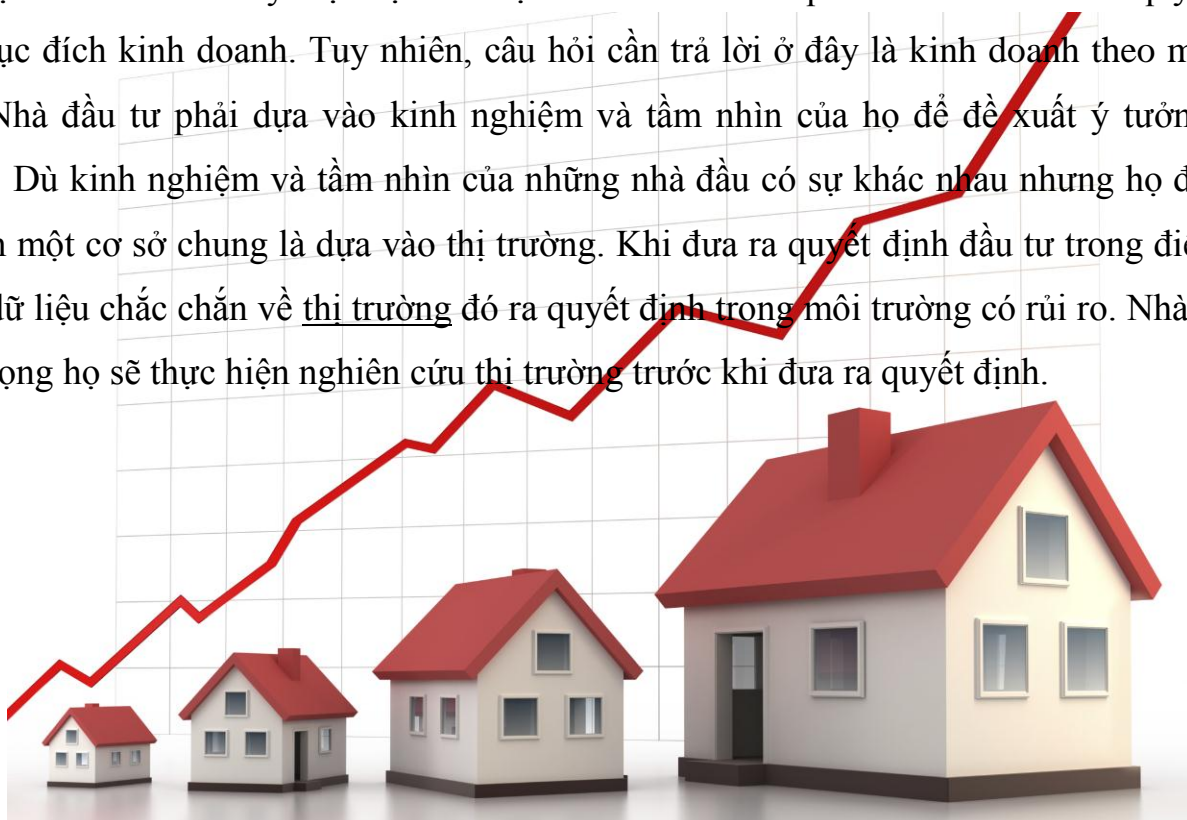 ục đích kinh doanh. Tuy nhiên, câu hỏi cần trả lời ở đây là kinh doanh theo m
Nhà đầu tư phải dựa vào kinh nghiệm và tầm nhìn của họ để đề xuất ý tưởn
Dù kinh nghiệm và tầm nhìn của những nhà đầu có sự khác nhau nhưng họ đ
một cơ sở chung là dựa vào thị trường. Khi đưa ra quyết định đầu tư trong điề
dữ liệu chắc chắn về thị trường đó ra quyết định trong môi trường có rủi ro. Nhà
ọng họ sẽ thực hiện nghiên cứu thị trường trước khi đưa ra quyết định.